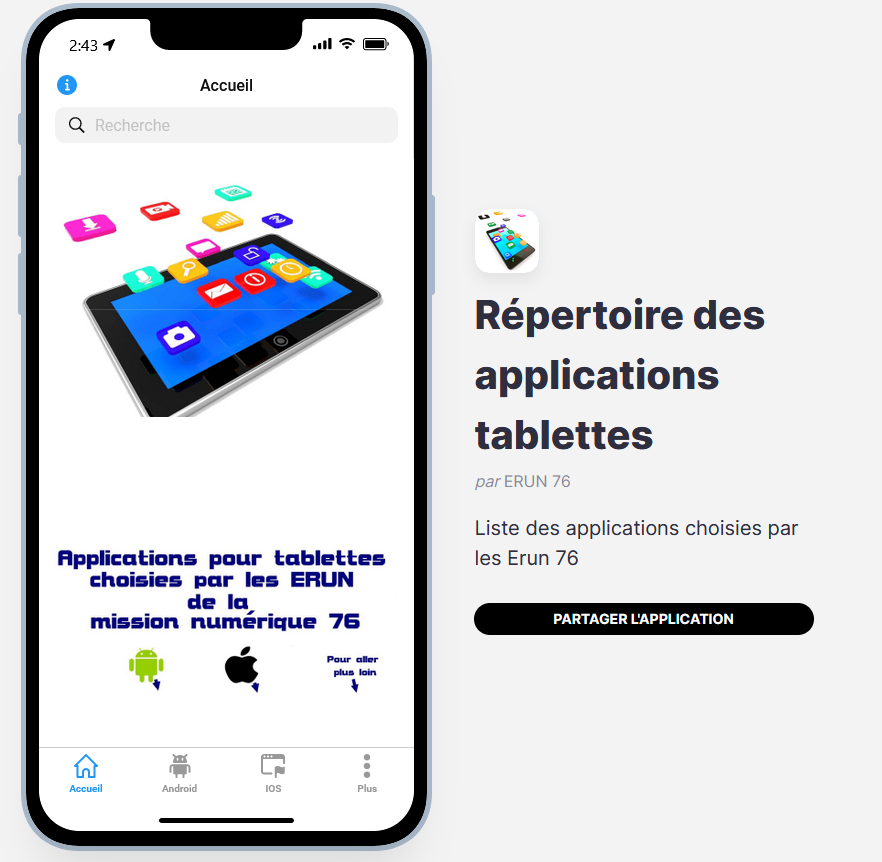 2:43
Accueil
Recherche
Applications pour tablettes
choisies par les ERUN
de la
mission numérique 76
Pour aller
plus loin
Accueil
Android
IOS
Plus
Répertoire des
applications
tablettes
par ERUN 76
Liste des applications choisies par
les Erun 76
PARTAGER L'APPLICATION